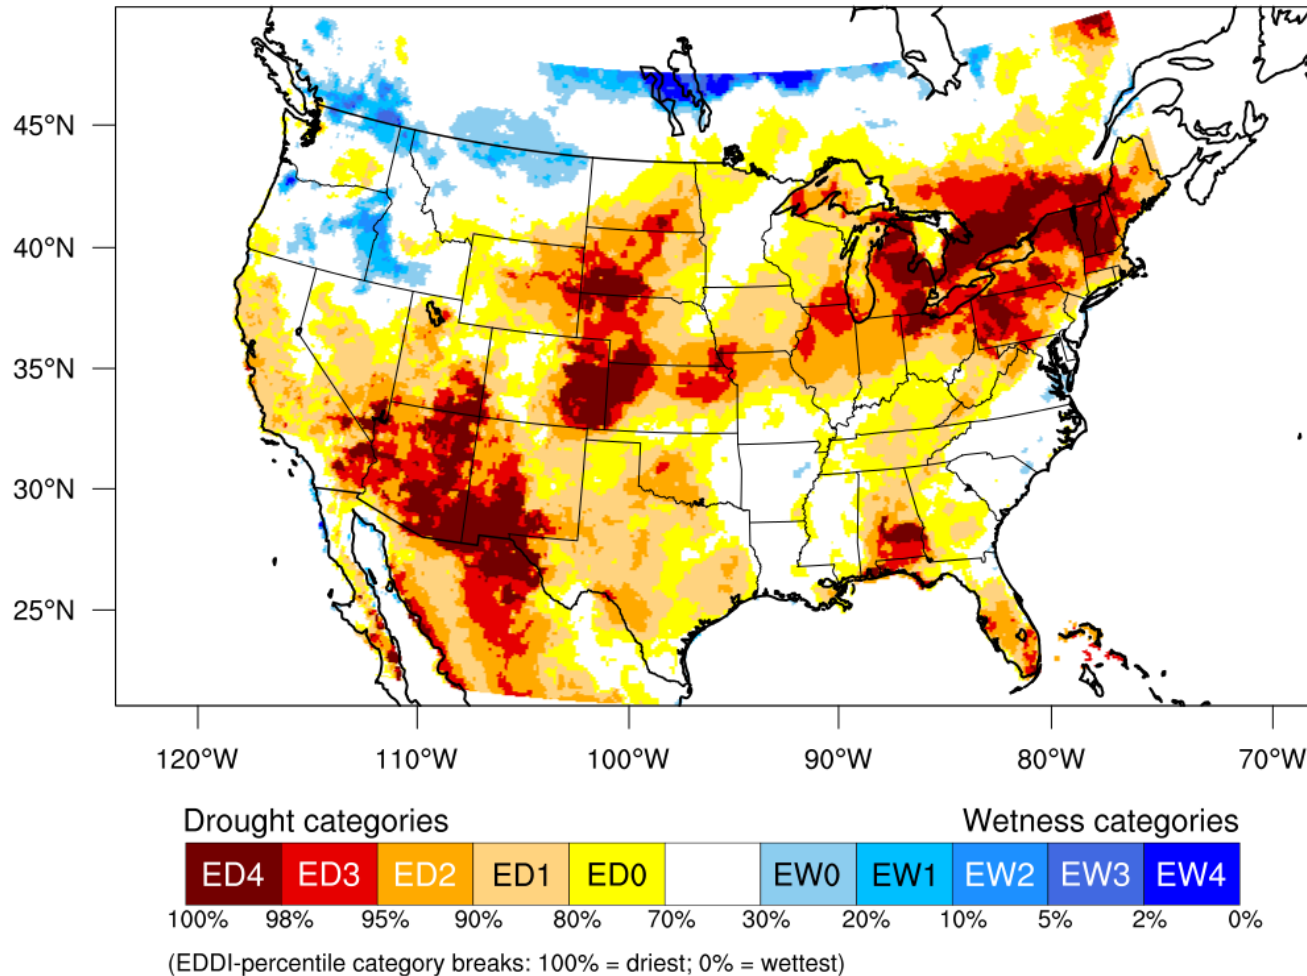 45°N
40°N
35°N
30°N
25°N
120°W 110°W 100°W 90°W 80°W 70°W
Drought categories Wetness categories
ED4 ED3 ED2 ED1 ED0 EW0 EW1 EW2 EW3 EW4
100% 98% 95% 90% 80% 70% 30% 20% 10% 5% 2% 0%
(EDDI-percentile category breaks: 100% = driest; 0% = wettest)